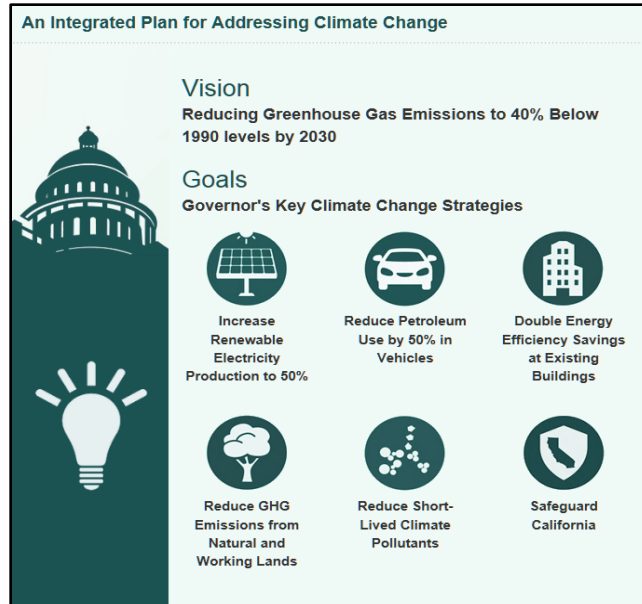 An Integrated Plan for Addressing Climate Change
Vision
Reducing Greenhouse Gas Emissions to 40% Below
1990 levels by 2030
Goals
Governor's Key Climate Change Strategies
Increase
Renewable
Electricity
Production to 50%
Reduce Petroleum
Use by 50% in
Vehicles
Double Energy
Efficiency Savings
at Existing
Buildings
Reduce GHG
Emissions from
Natural and
Working Lands
Reduce Short-
Lived Climate
Pollutants
Safeguard
California